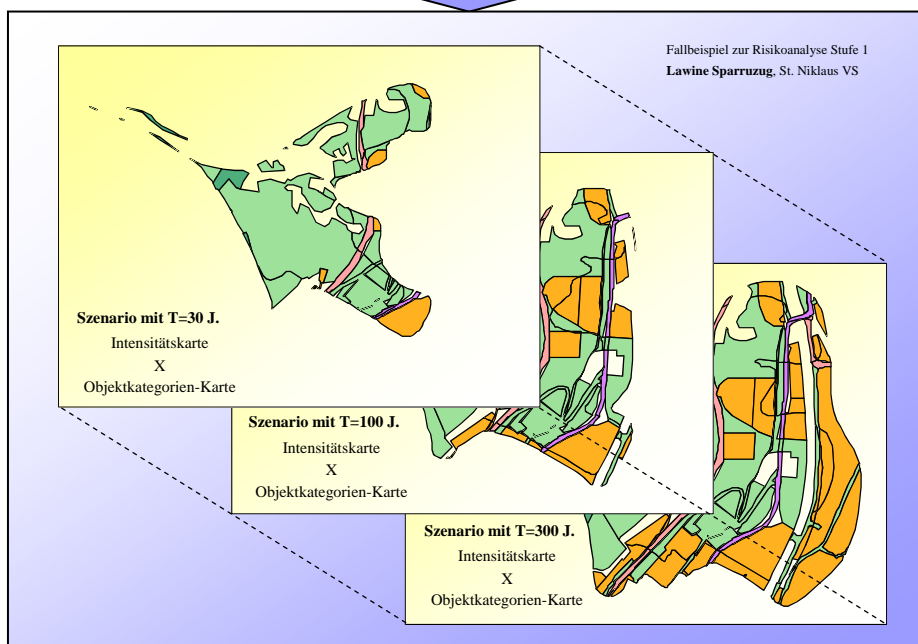 Fallbeispiel zur Risikoanalyse Stufe 1
Lawine Sparruzug, St. Niklaus VS
Szenario mit T=30 J.
Intensitätskarte
X
Objektkategorien-Karte
Szenario mit T=100 J.
Intensitätskarte
X
Objektkategorien-Karte
Szenario mit T=300 J.
Intensitätskarte
X
Objektkategorien-Karte